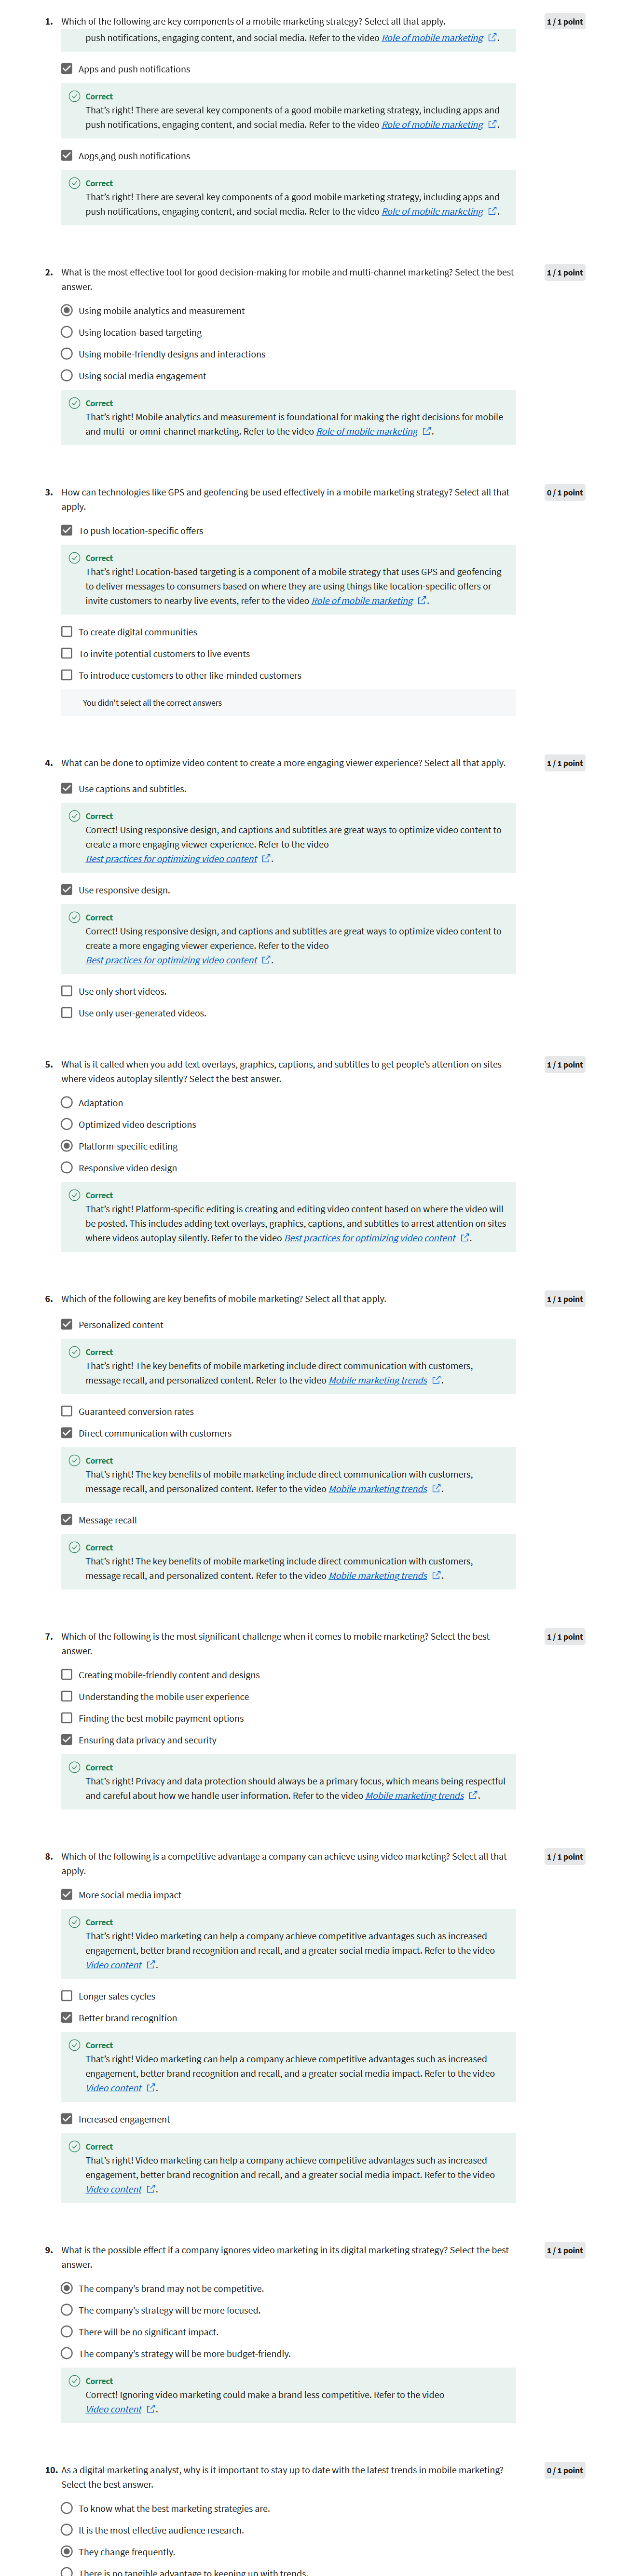 1. Which of the following are key components of a mobile marketing strategy? Select all that apply.
1 / 1 point
push notifications, engaging content, and social media. Refer to the video Role of mobile marketing.
Apps and push notifications
Correct
That's right! There are several key components of a good mobile marketing strategy, including apps and
push notifications, engaging content, and social media. Refer to the video Role of mobile marketing.
Apps and push notifications
Correct
That's right! There are several key components of a good mobile marketing strategy, including apps and
push notifications, engaging content, and social media. Refer to the video Role of mobile marketing.
2. What is the most effective tool for good decision-making for mobile and multi-channel marketing? Select the best
answer.
1 / 1 point
Using mobile analytics and measurement
Using location-based targeting
Using mobile-friendly designs and interactions
Using social media engagement
Correct
That's right! Mobile analytics and measurement is foundational for making the right decisions for mobile
and multi- or omni-channel marketing. Refer to the video Role of mobile marketing.
3. How can technologies like GPS and geofencing be used effectively in a mobile marketing strategy? Select all that
apply.
0 / 1 point
To push location-specific offers
Correct
That's right! Location-based targeting is a component of a mobile strategy that uses GPS and geofencing
to deliver messages to consumers based on where they are using things like location-specific offers or
invite customers to nearby live events, refer to the video Role of mobile marketing.
To create digital communities
To invite potential customers to live events
To introduce customers to other like-minded customers
You didn't select all the correct answers
4. What can be done to optimize video content to create a more engaging viewer experience? Select all that apply.
1 / 1 point
Use captions and subtitles.
Correct
Correct! Using responsive design, and captions and subtitles are great ways to optimize video content to
create a more engaging viewer experience. Refer to the video
Best practices for optimizing video content.
Use responsive design.
Correct
Correct! Using responsive design, and captions and subtitles are great ways to optimize video content to
create a more engaging viewer experience. Refer to the video
Best practices for optimizing video content.
Use only short videos.
Use only user-generated videos.
5. What is it called when you add text overlays, graphics, captions, and subtitles to get people's attention on sites
where videos autoplay silently? Select the best answer.
1 / 1 point
Adaptation
Optimized video descriptions
Platform-specific editing
Responsive video design
Correct
That's right! Platform-specific editing is creating and editing video content based on where the video will
be posted. This includes adding text overlays, graphics, captions, and subtitles to arrest attention on sites
where videos autoplay silently. Refer to the video Best practices for optimizing video content.
6. Which of the following are key benefits of mobile marketing? Select all that apply.
1 / 1 point
Personalized content
Correct
That's right! The key benefits of mobile marketing include direct communication with customers,
message recall, and personalized content. Refer to the video Mobile marketing trends.
Guaranteed conversion rates
Direct communication with customers
Correct
That's right! The key benefits of mobile marketing include direct communication with customers,
message recall, and personalized content. Refer to the video Mobile marketing trends.
Message recall
Correct
That's right! The key benefits of mobile marketing include direct communication with customers,
message recall, and personalized content. Refer to the video Mobile marketing trends.
7. Which of the following is the most significant challenge when it comes to mobile marketing? Select the best
answer.
1 / 1 point
Creating mobile-friendly content and designs
Understanding the mobile user experience
Finding the best mobile payment options
Ensuring data privacy and security
Correct
That's right! Privacy and data protection should always be a primary focus, which means being respectful
and careful about how we handle user information. Refer to the video Mobile marketing trends.
8. Which of the following is a competitive advantage a company can achieve using video marketing? Select all that
apply.
1 / 1 point
More social media impact
Correct
That's right! Video marketing can help a company achieve competitive advantages such as increased
engagement, better brand recognition and recall, and a greater social media impact. Refer to the video
Video content.
Longer sales cycles
Better brand recognition
Correct
That's right! Video marketing can help a company achieve competitive advantages such as increased
engagement, better brand recognition and recall, and a greater social media impact. Refer to the video
Video content.
Increased engagement
Correct
That's right! Video marketing can help a company achieve competitive advantages such as increased
engagement, better brand recognition and recall, and a greater social media impact. Refer to the video
Video content.
9. What is the possible effect if a company ignores video marketing in its digital marketing strategy? Select the best
answer.
1 / 1 point
The company's brand may not be competitive.
The company's strategy will be more focused.
There will be no significant impact.
The company's strategy will be more budget-friendly.
Correct
Correct! Ignoring video marketing could make a brand less competitive. Refer to the video
Video content.
10. As a digital marketing analyst, why is it important to stay up to date with the latest trends in mobile marketing?
Select the best answer.
0 / 1 point
To know what the best marketing strategies are.
It is the most effective audience research.
They change frequently.
There is no tangible advantage to keeping up with trends.